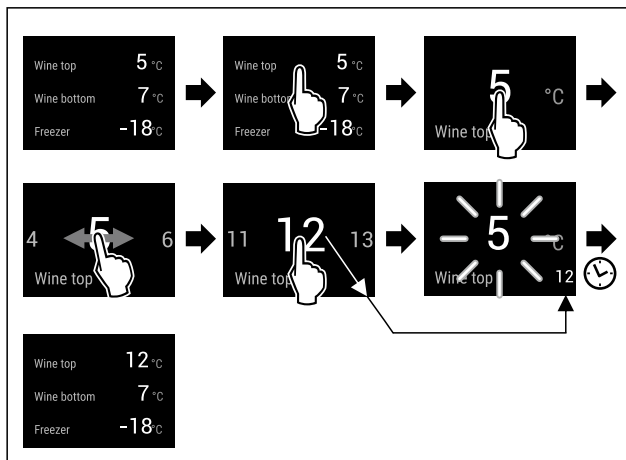 Wine top 5 °C
Wine bottom 7 °C
Freezer -18°C
Wine top 5 °C
Wine bottom 7 °C
Freezer -18°C
5 °C
Wine top
4 5 6
Wine top
11 12 13
Wine top
5 °C
Wine top 12
Wine top 12 °C
Wine bottom 7 °C
Freezer -18°C